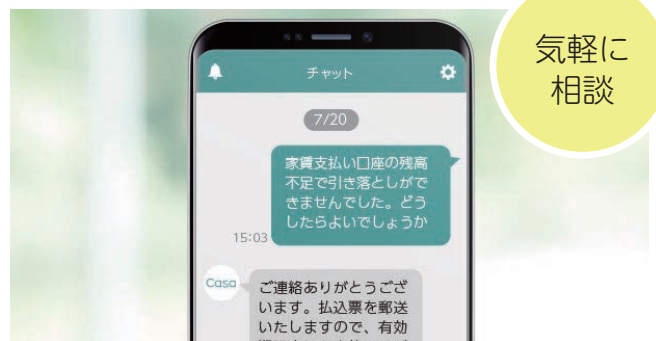 気軽に
相談
チャット
7/20
家賃支払い口座の残高
不足で引き落としがで
きませんでした。どう
したらよいでしょうか
15:03
Casa
ご連絡ありがとうござ
います。払込票を郵送
いたしますので、有効